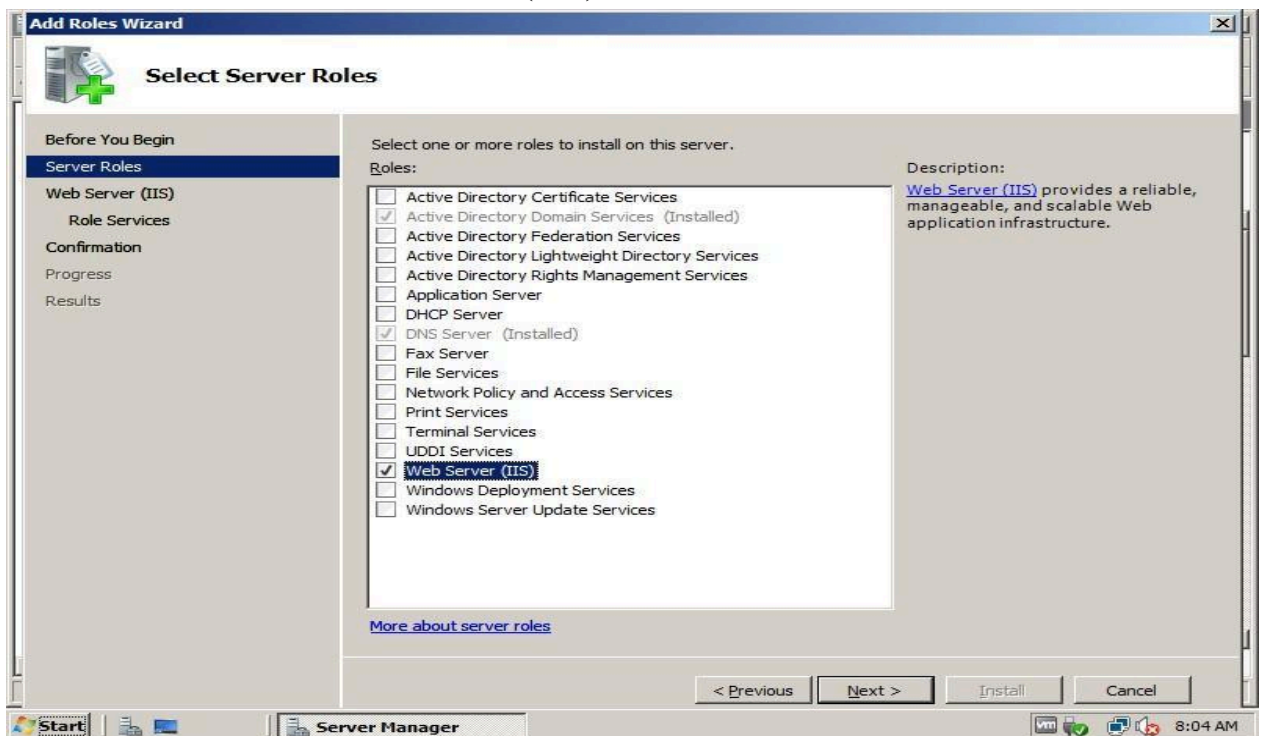 Add Roles Wizard
Select Server Roles
Before You Begin
Server Roles
Web Server (IIS)
Role Services
Confirmation
Progress
Results
Select one or more roles to install on this server.
Roles:
Active Directory Certificate Services
Active Directory Domain Services (Installed)
Active Directory Federation Services
Active Directory Lightweight Directory Services
Active Directory Rights Management Services
Application Server
DHCP Server
DNS Server (Installed)
Fax Server
File Services
Network Policy and Access Services
Print Services
Terminal Services
UDDI Services
Web Server (IIS)
Windows Deployment Services
Windows Server Update Services
More about server roles
Description:
Web Server (IIS) provides a reliable,
manageable, and scalable Web
application infrastructure.
< Previous
Next >
Install
Cancel
Start
Server Manager
vm
8:04 AM